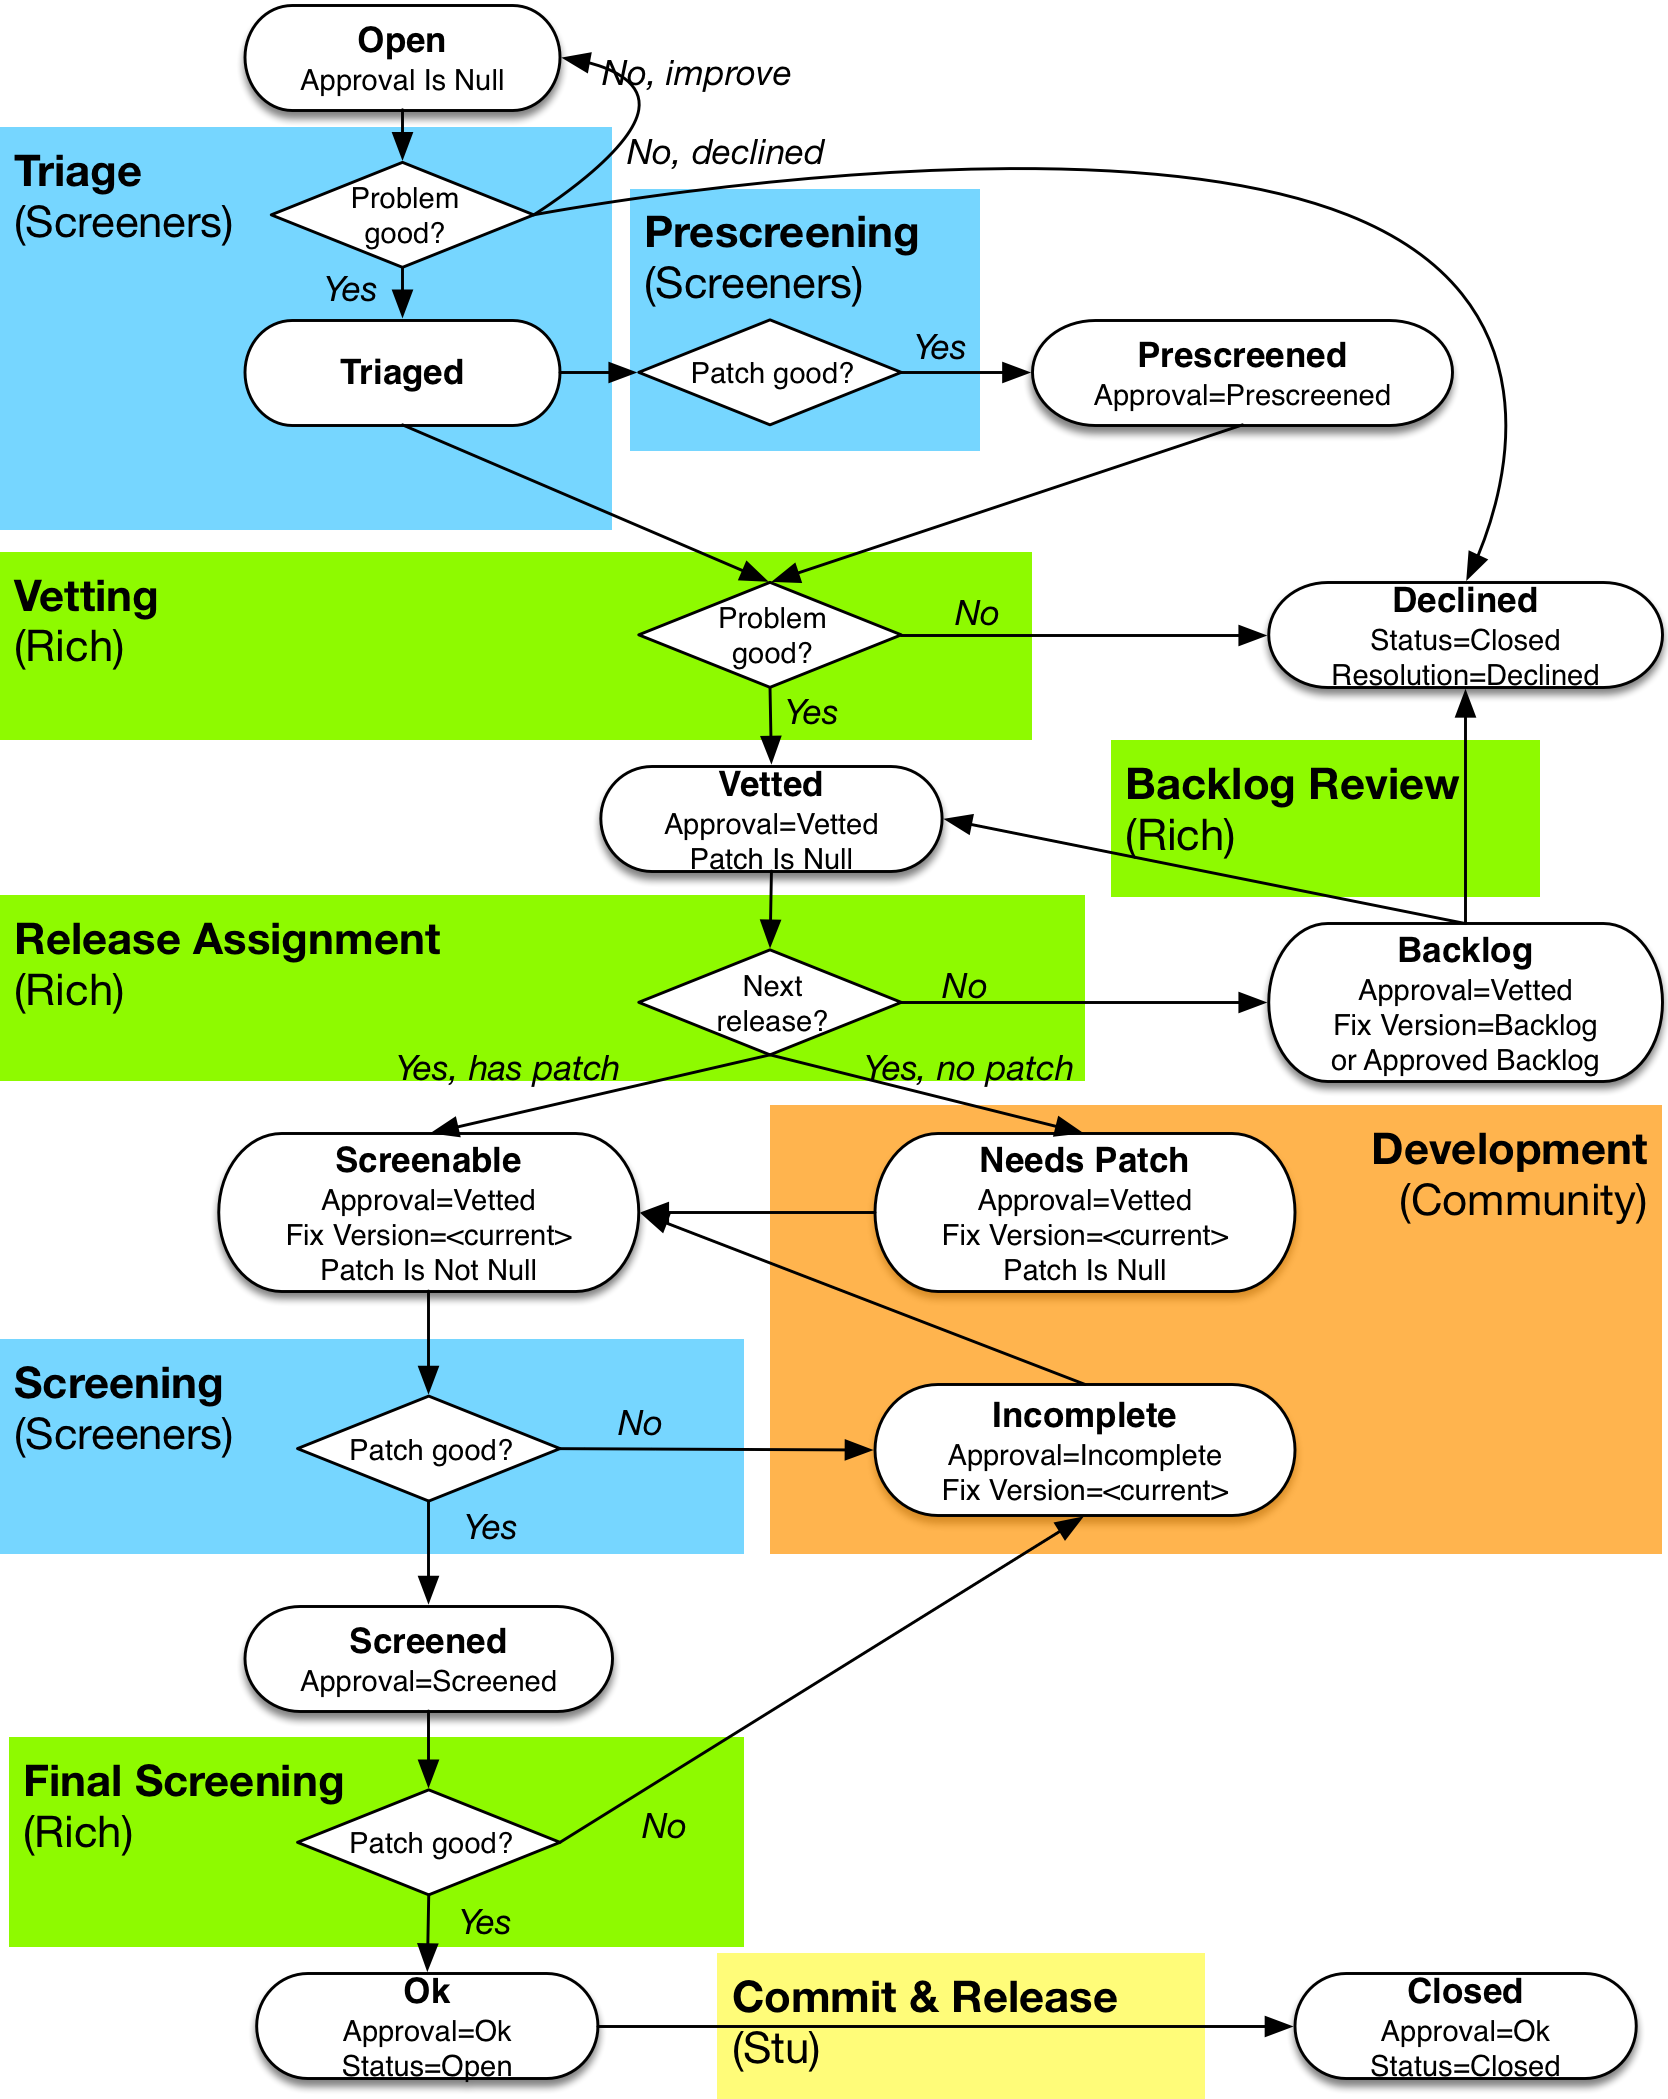 Open
Approval Is Null
No, improve
Triage
(Screeners)
Problem
good?
No, declined
Yes
Prescreening
(Screeners)
Triaged
Patch good?
Yes
Prescreened
Approval=Prescreened
Vetting
(Rich)
Problem
good?
No
Yes
Declined
Status=Closed
Resolution=Declined
Vetted
Approval=Vetted
Patch Is Null
Backlog Review
(Rich)
Release Assignment
(Rich)
Next
release?
No
Yes, has patch
Yes, no patch
Backlog
Approval=Vetted
Fix Version=Backlog
or Approved Backlog
Screenable
Approval=Vetted
Fix Version=<current>
Patch Is Not Null
Needs Patch
Approval=Vetted
Fix Version=<current>
Patch Is Null
Development
(Community)
Screening
(Screeners)
Patch good?
No
Yes
Incomplete
Approval=Incomplete
Fix Version=<current>
Screened
Approval=Screened
Final Screening
(Rich)
Patch good?
No
Yes
Ok
Approval=Ok
Status=Open
Commit & Release
(Stu)
Closed
Approval=Ok
Status=Closed